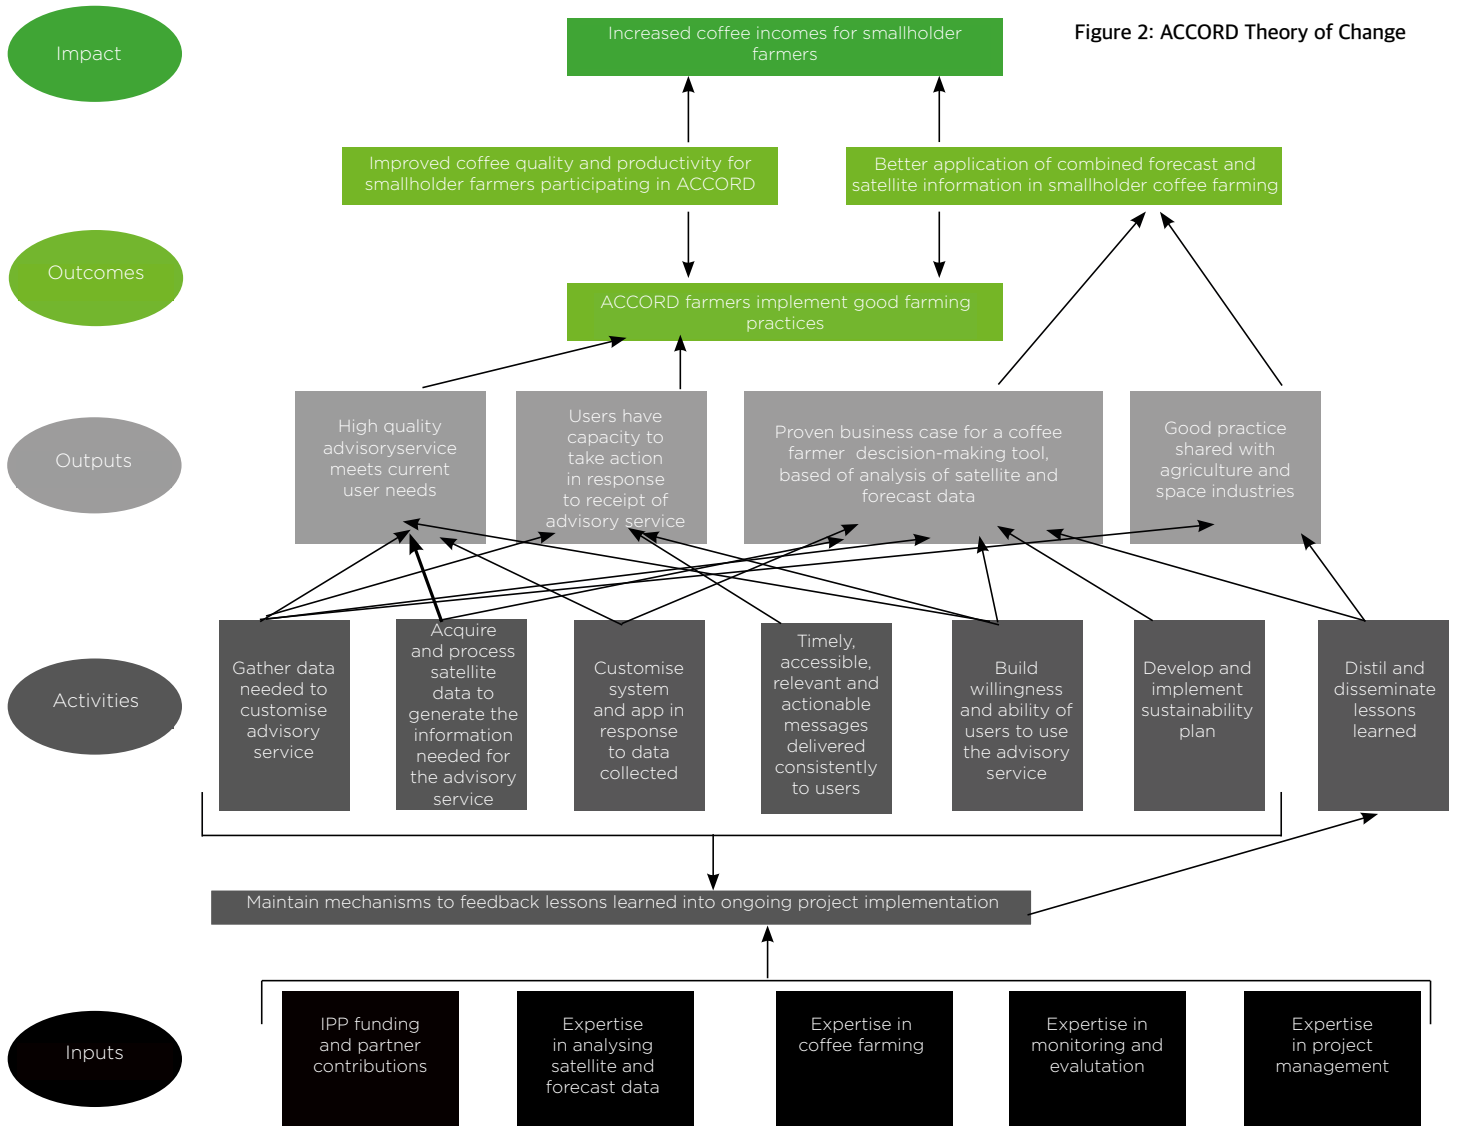 Figure 2: ACCORD Theory of Change
Impact
Increased coffee incomes for smallholder
farmers
Improved coffee quality and productivity for
smallholder farmers participating in ACCORD
Better application of combined forecast and
satellite information in smallholder coffee farming
Outcomes
ACCORD farmers implement good farming
practices
Outputs
High quality
advisoryservice
meets current
user needs
Users have
capacity to
take action
in response
to receipt of
advisory service
Proven business case for a coffee
farmer descision-making tool,
based of analysis of satellite and
forecast data
Good practice
shared with
agriculture and
space industries
Activities
Gather data
needed to
customise
advisory
service
Acquire
and process
satellite
data to
generate the
information
needed for
the advisory
service
Customise
system
and app in
response
to data
collected
Timely,
accessible,
relevant and
actionable
messages
delivered
consistently
to users
Build
willingness
and ability of
users to use
the advisory
service
Develop and
implement
sustainability
plan
Distil and
disseminate
lessons
learned
Maintain mechanisms to feedback lessons learned into ongoing project implementation
Inputs
IPP funding
and partner
contributions
Expertise
in analysing
satellite and
forecast data
Expertise in
coffee farming
Expertise in
monitoring and
evalutation
Expertise
in project
management